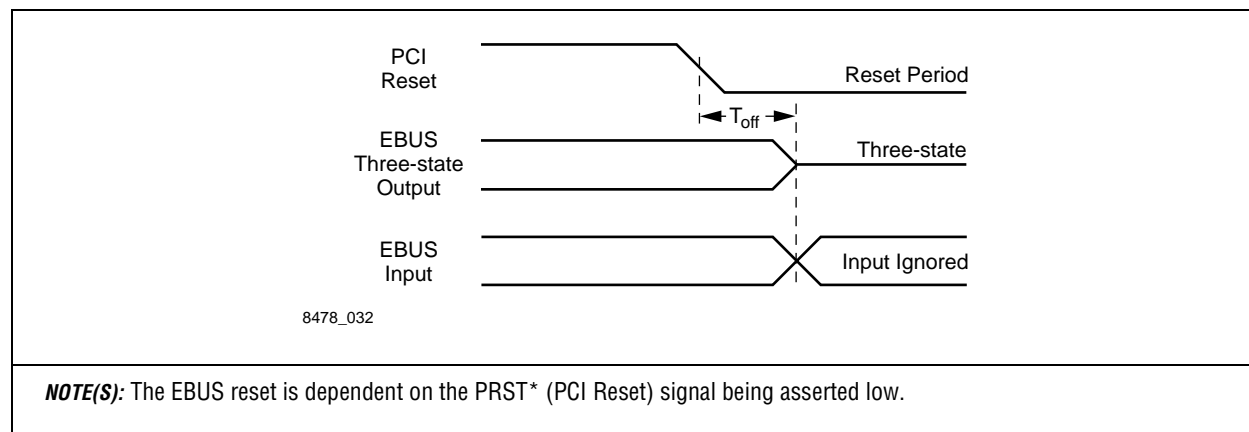 PCI
Reset
Reset Period
Toff
EBUS
Three-state
Output
Three-state
EBUS
Input
Input Ignored
8478_032
NOTE(S): The EBUS reset is dependent on the PRST* (PCI Reset) signal being asserted low.